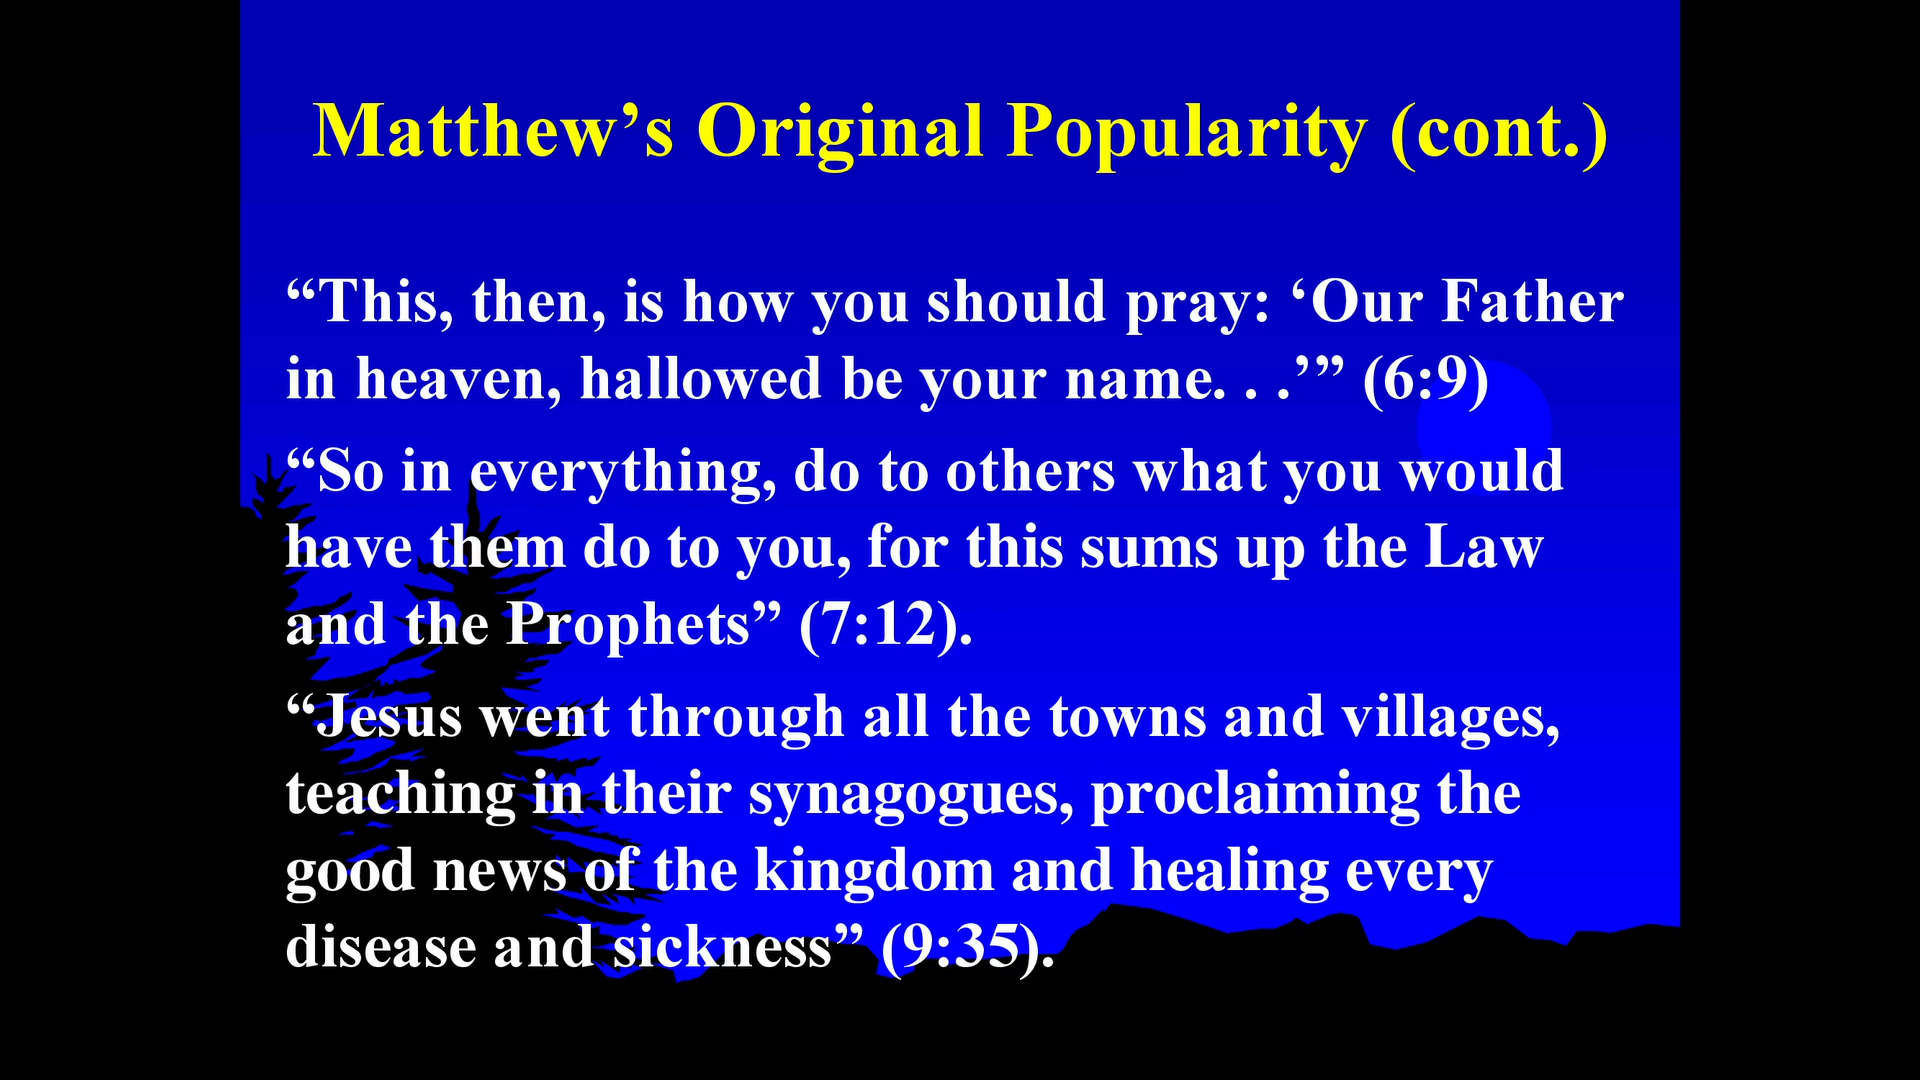 Matthew’s Original Popularity (cont.)
“This, then, is how you should pray: ‘Our Father
in heaven, hallowed be your name. . .’” (6:9)
“So in everything, do to others what you would
have them do to you, for this sums up the Law
and the Prophets” (7:12).
“Jesus went through all the towns and villages,
teaching in their synagogues, proclaiming the
good news of the kingdom and healing every
disease and sickness” (9:35).